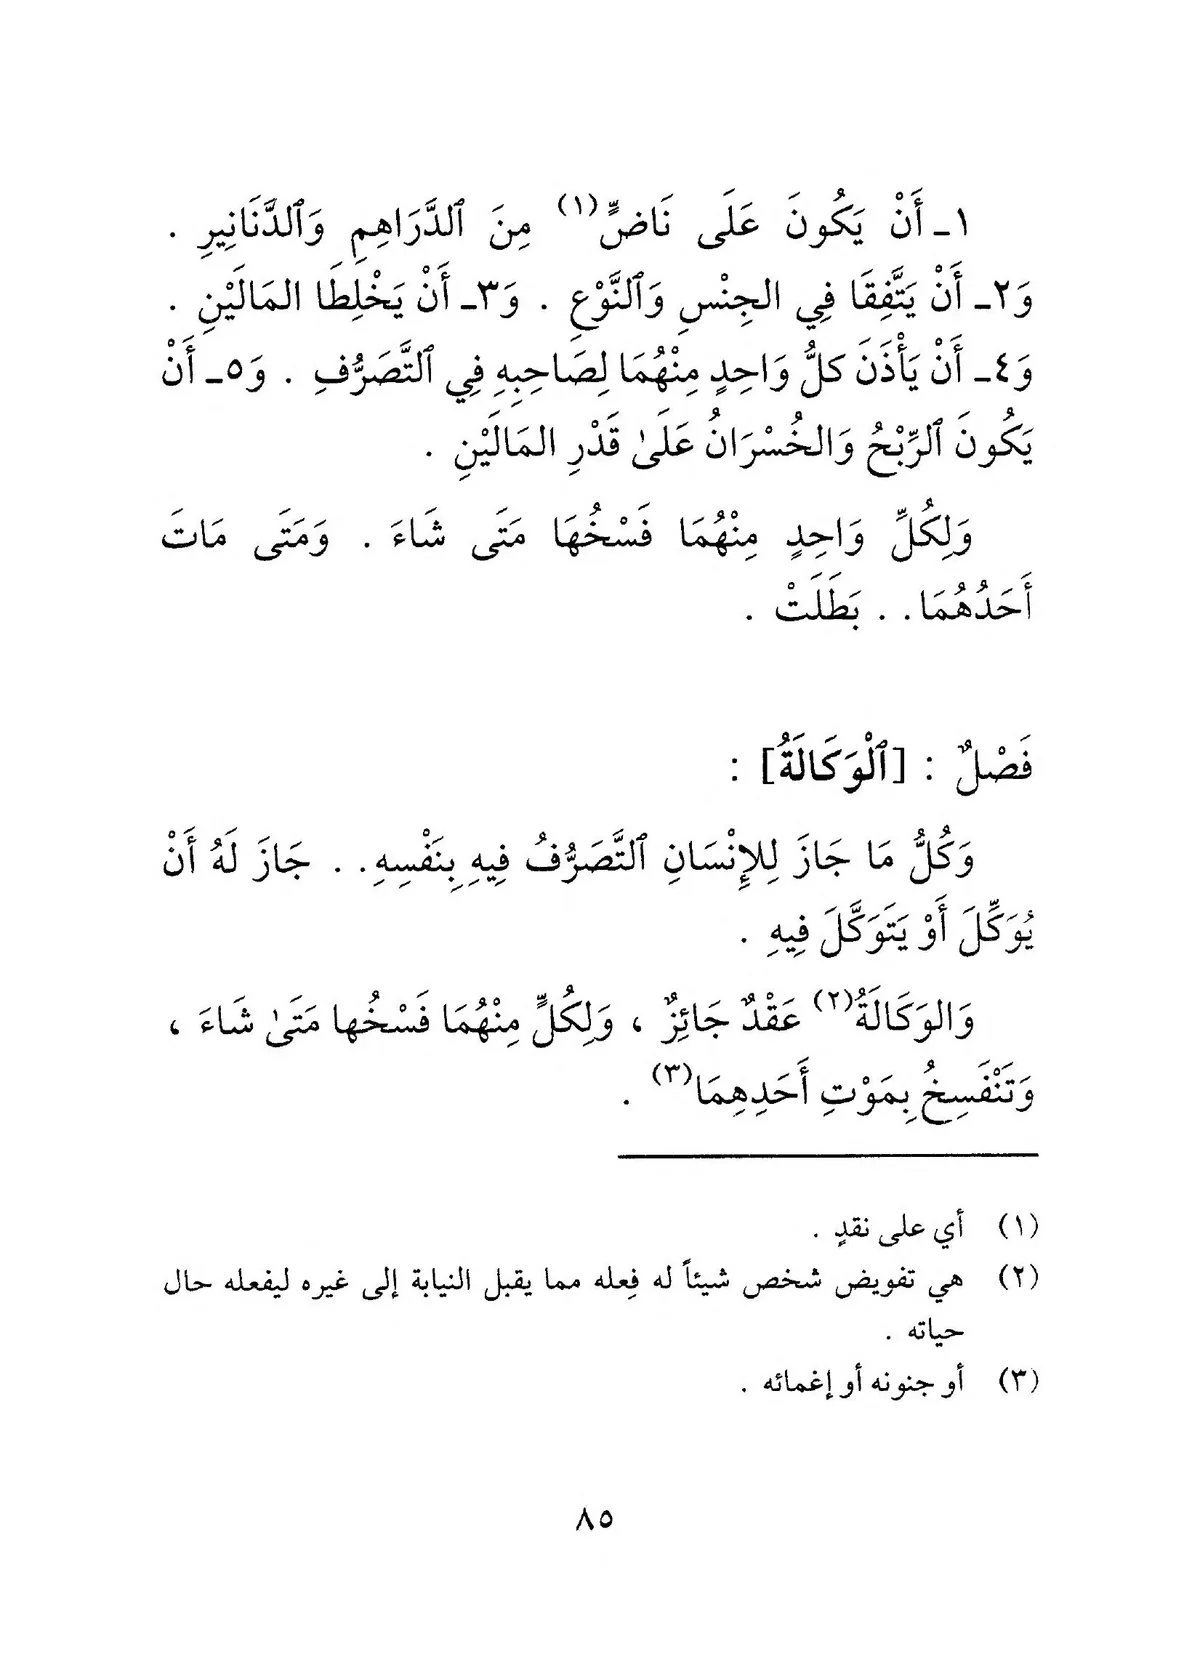 ١ـ أَنْ يَكُونَ عَلَى نَاضٍّ(١) مِنَ ٱلدَّرَاهِمِ وَٱلدَّنَانِيرِ .
وَ٢ـ أَنْ يَتَّفِقَا فِي الجِنْسِ وَٱلنَّوْعِ . وَ٣ـ أَنْ يَخْلِطَا المَالَيْنِ .
وَ٤ـ أَنْ يَأْذَنَ كلُّ وَاحِدٍ مِنْهُمَا لِصَاحِبِهِ فِي ٱلتَّصَرُّفِ . وَ٥ـ أَنْ
يَكُونَ ٱلرِّبْحُ وَالخُسْرَانُ عَلَىٰ قَدْرِ المَالَيْنِ .
وَلِكُلِّ وَاحِدٍ مِنْهُمَا فَسْخُهَا مَتَى شَاءَ . وَمَتَى مَاتَ
أَحَدُهُمَا . . بَطَلَتْ .
فَصْلٌ : [ٱلْوَكَالَةُ] :
وَكُلُّ مَا جَازَ لِلإِنْسَانِ ٱلتَّصَرُّفُ فِيهِ بِنَفْسِهِ . . جَازَ لَهُ أَنْ
يُوَكِّلَ أَوْ يَتَوَكَّلَ فِيهِ .
وَالوَكَالَةُ(٢) عَقْدٌ جَائِزٌ ، وَلِكُلٍّ مِنْهُمَا فَسْخُها مَتَىٰ شَاءَ ،
وَتَنْفَسِخُ بِمَوْتِ أَحَدِهِمَا(٣) .
(١) أي على نقدٍ .
(٢) هي تفويض شخص شيئاً له فِعله مما يقبل النيابة إلى غيره ليفعله حال
حياته .
(٣) أو جنونه أو إغمائه .
٨٥